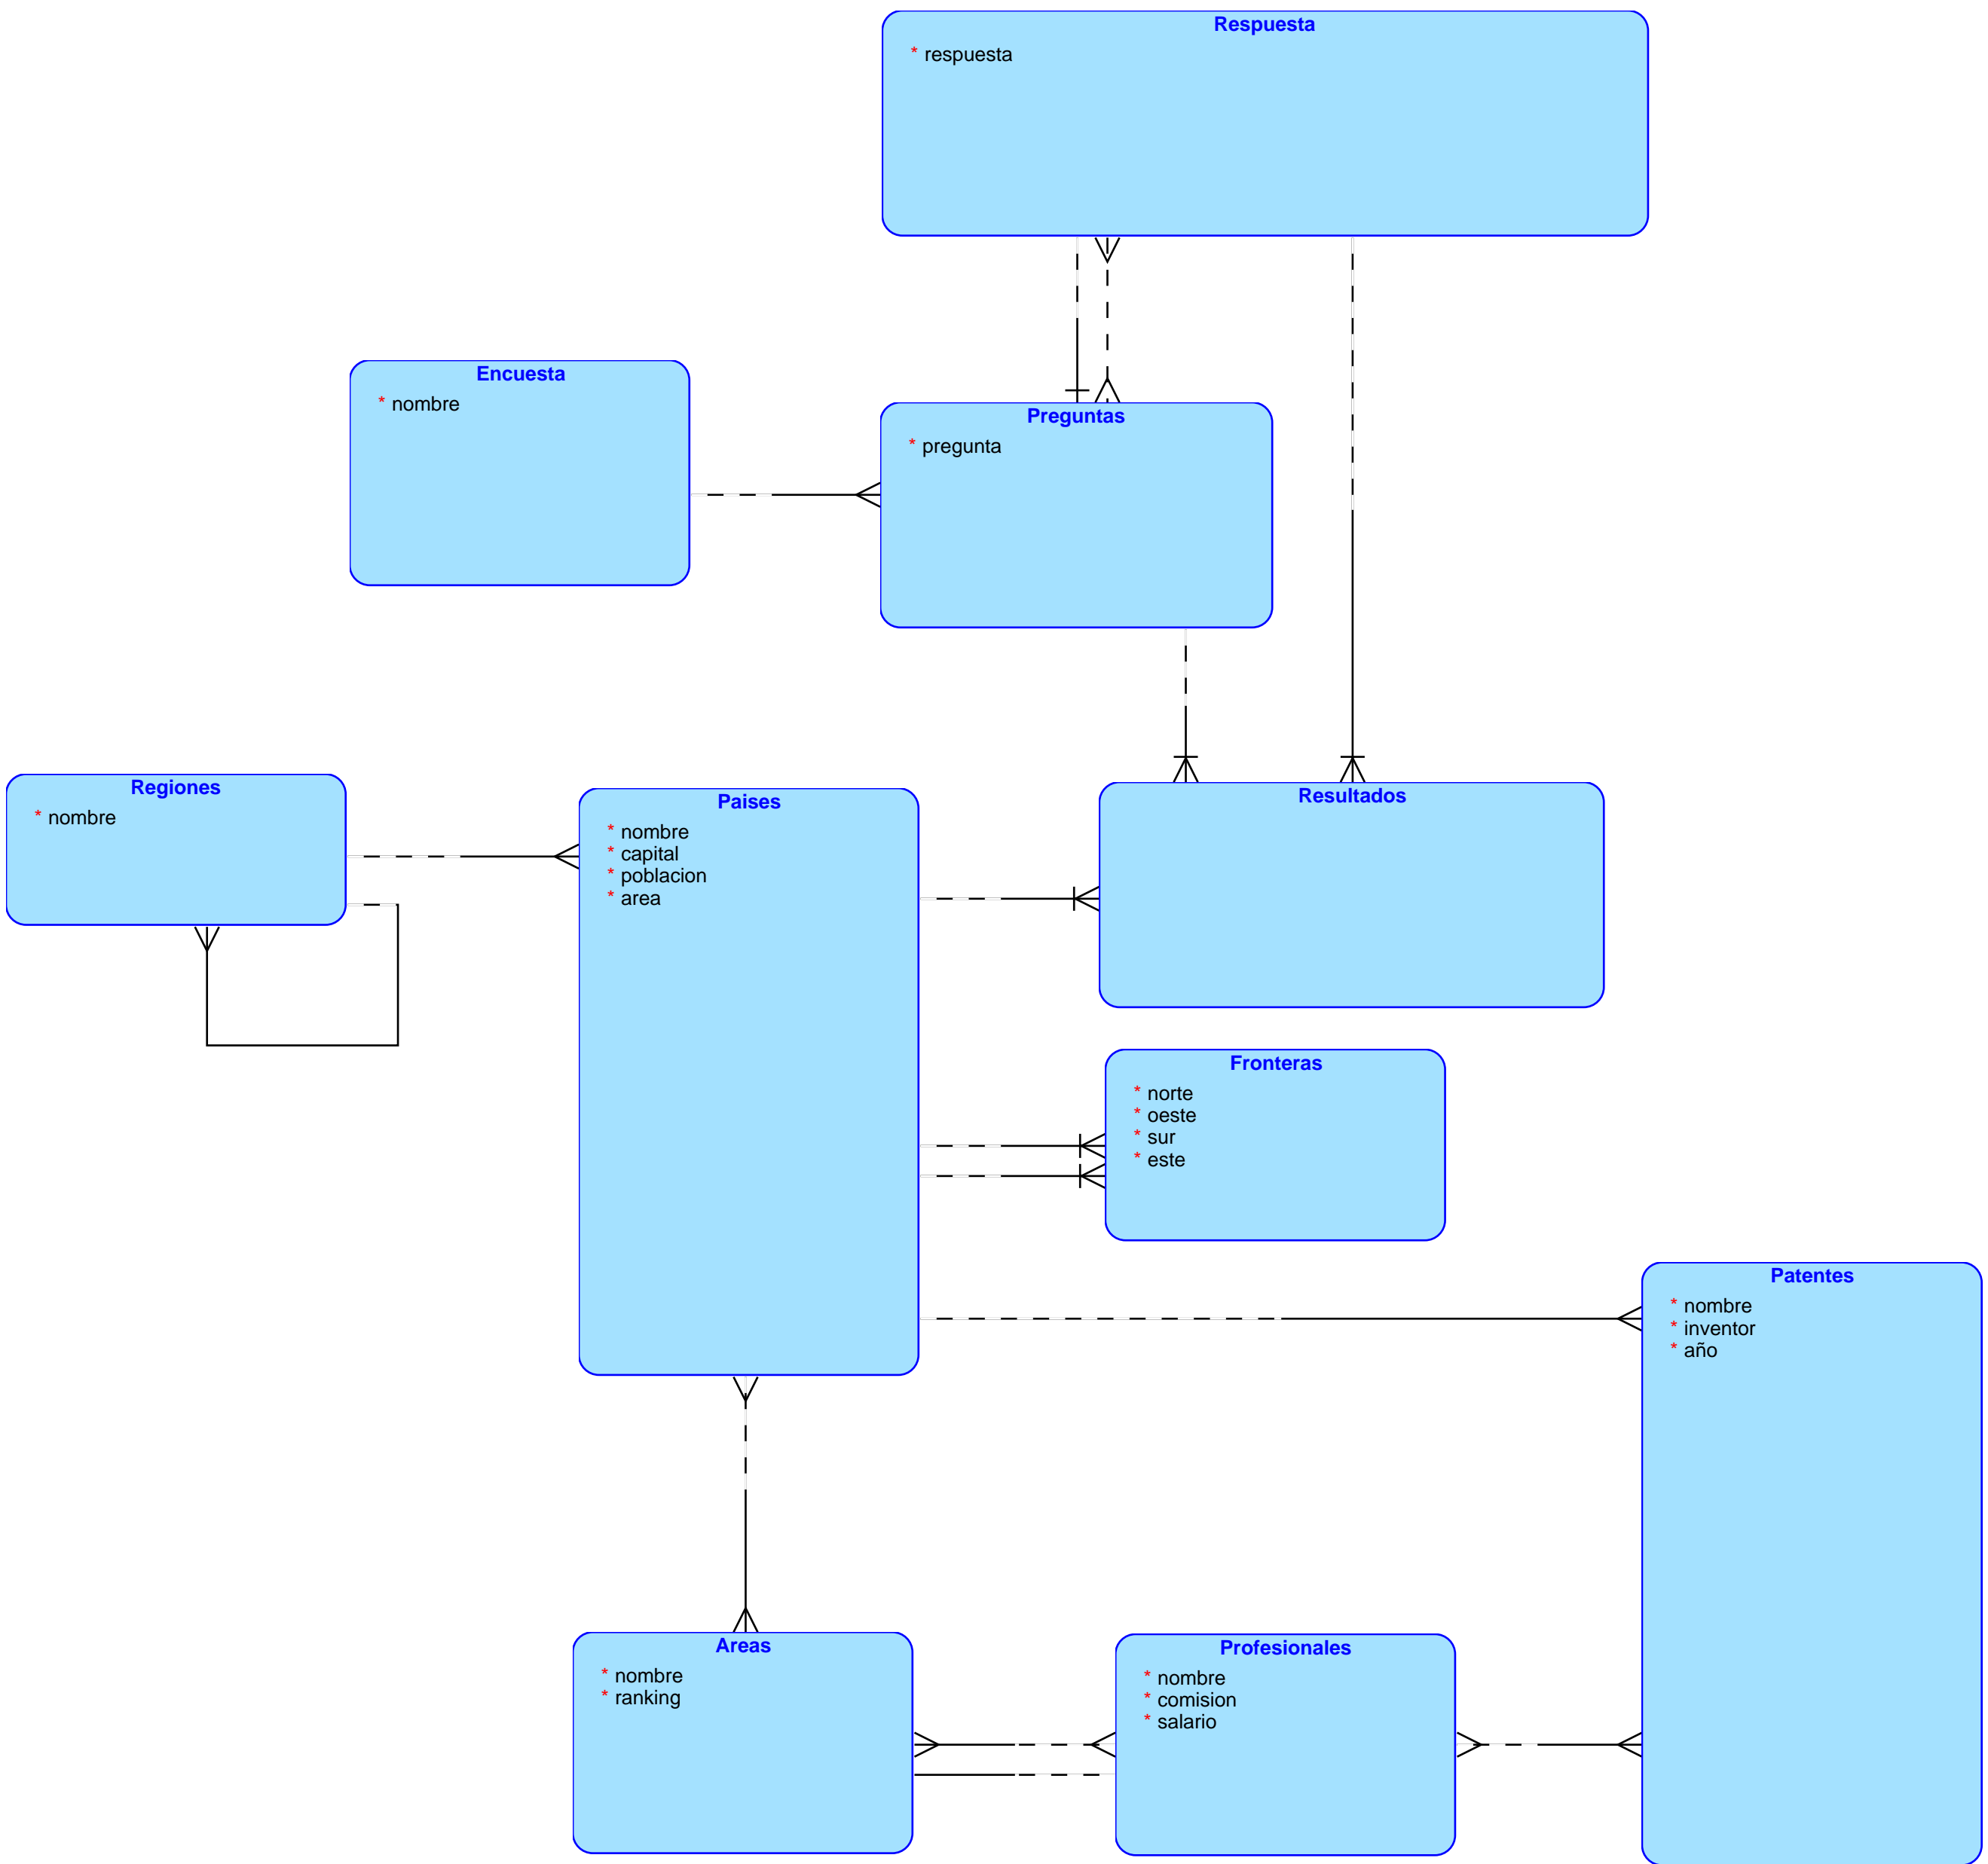 Respuesta
* respuesta
Encuesta
* nombre
Preguntas
* pregunta
Regiones
* nombre
Paises
* nombre
* capital
* poblacion
* area
Resultados
Fronteras
* norte
* oeste
* sur
* este
Patentes
* nombre
* inventor
* año
Areas
* nombre
* ranking
Profesionales
* nombre
* comision
* salario